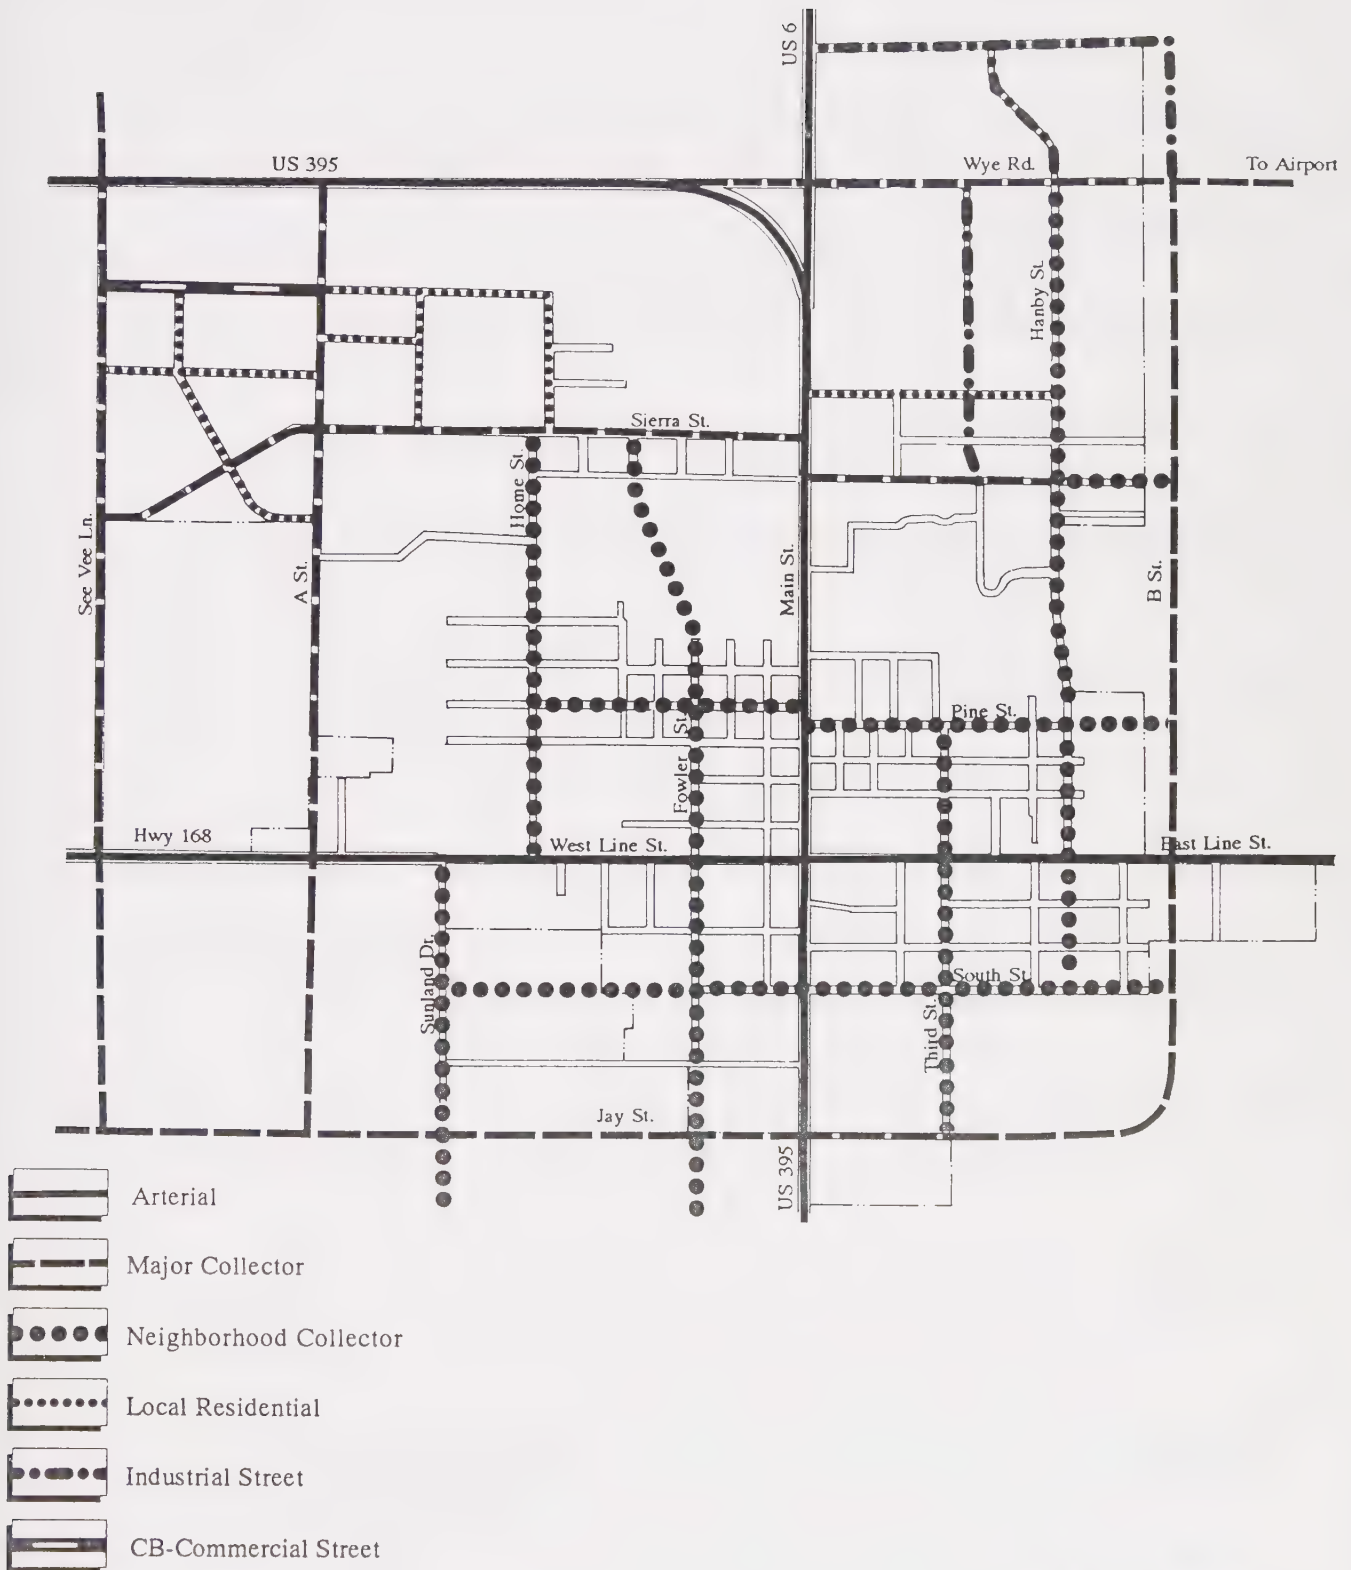 US 6
US 395
Wye Rd.
To Airport
Hanby St.
Sierra St.
Home St.
See Vee Ln.
A St.
Main St.
B St.
Pine St.
Fowler St.
Hwy 168
West Line St.
East Line St.
Sunland Dr.
South St.
Third St.
Jay St.
US 395
Arterial
Major Collector
Neighborhood Collector
Local Residential
Industrial Street
CB-Commercial Street